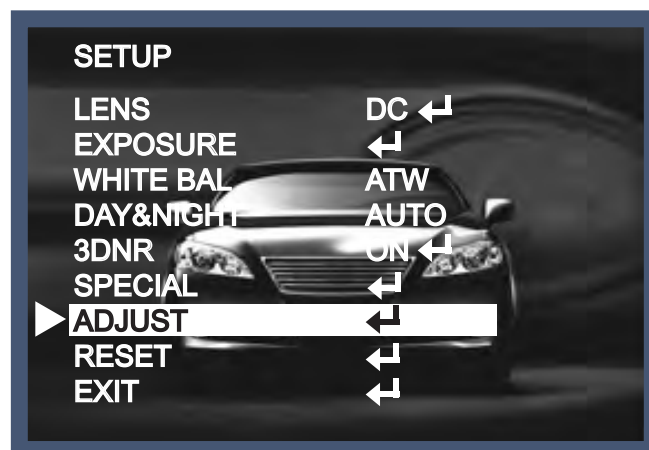 SETUP
LENS DC ↵
EXPOSURE ↵
WHITE BAL ATW
DAY&NIGHT AUTO
3DNR ON ↵
SPECIAL ↵
ADJUST ↵
RESET ↵
EXIT ↵